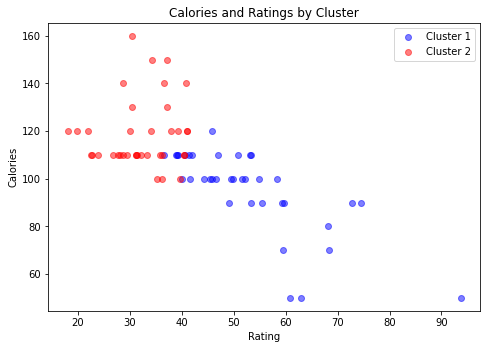 Calories and Ratings by Cluster
Cluster 1
Cluster 2
160
140
120
100
80
60
Calories
20 30 40 50 60 70 80 90
Rating